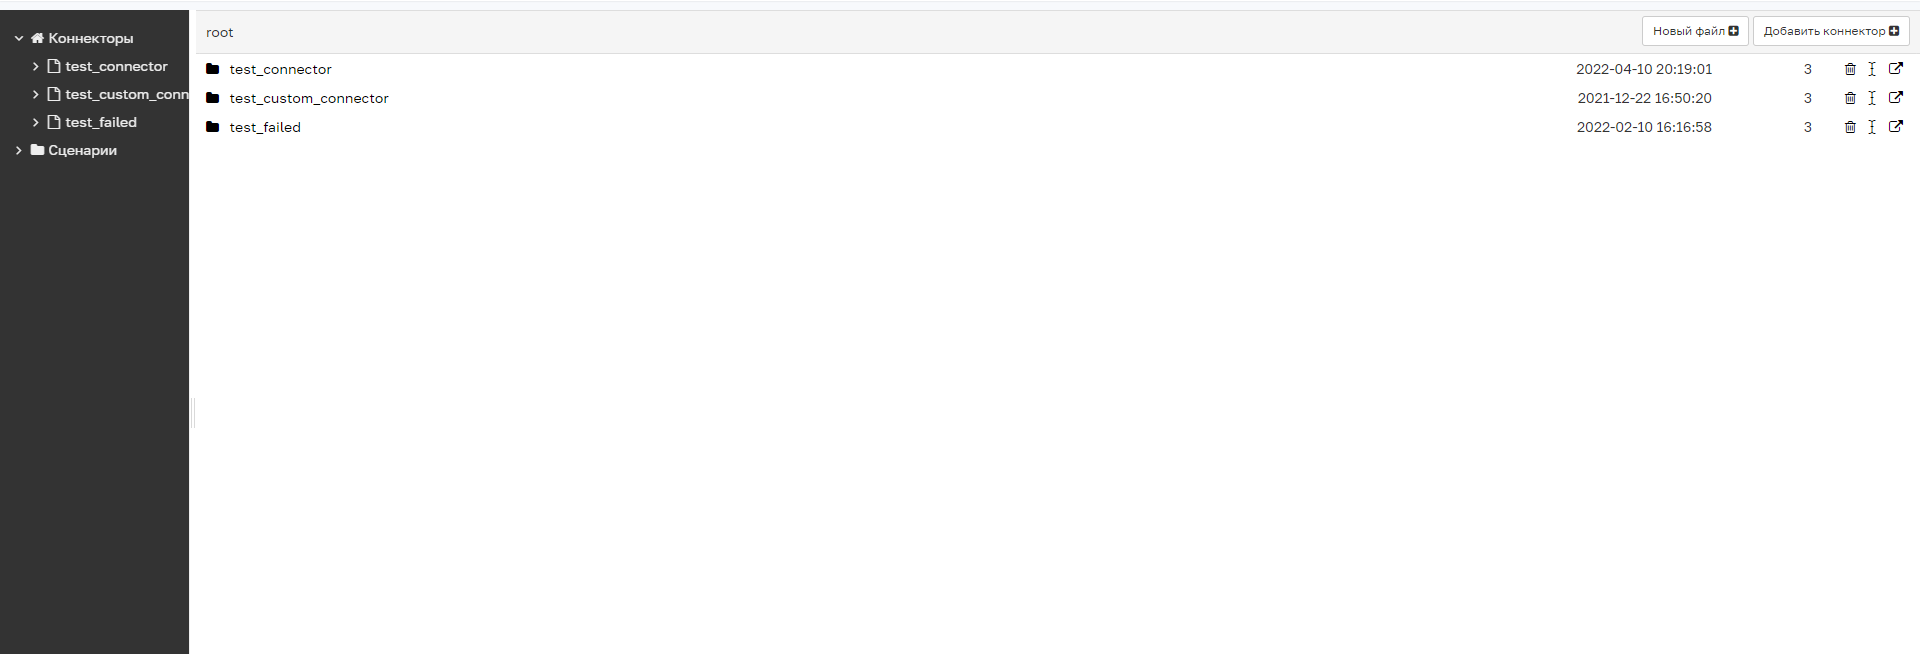 Коннекторы
test_connector
test_custom_conn
test_failed
Сценарии
root
Новый файл
Добавить коннектор
test_connector 2022-04-10 20:19:01 3
test_custom_connector 2021-12-22 16:50:20 3
test_failed 2022-02-10 16:16:58 3